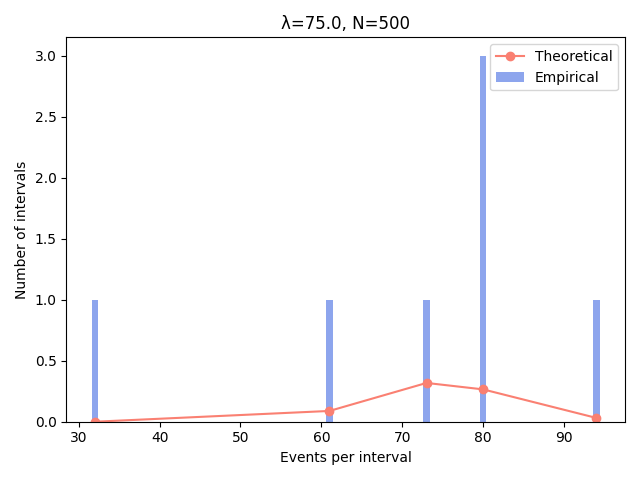 λ=75.0, N=500
Theoretical
Empirical
Number of intervals
3.0
2.5
2.0
1.5
1.0
0.5
0.0
30 40 50 60 70 80 90
Events per interval